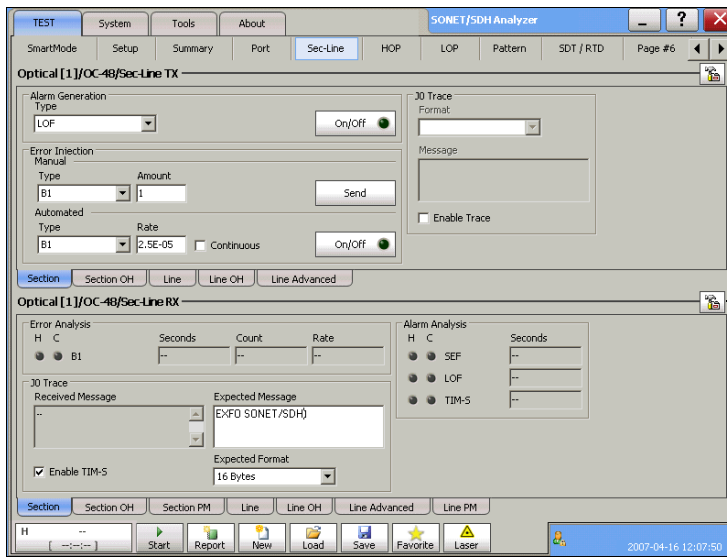 TEST System Tools About SONET/SDH Analyzer _ ? X
SmartMode Setup Summary Port Sec-Line HOP LOP Pattern SDT / RTD Page #6
Optical [1]/OC-48/Sec-Line TX
Alarm Generation
Type
LOF
On/Off
J0 Trace
Format
Message
Enable Trace
Error Injection
Manual
Type Amount
B1 1
Send
Automated
Type Rate
B1 2.5E-05 Continuous On/Off
Section Section OH Line Line OH Line Advanced
Optical [1]/OC-48/Sec-Line RX
Error Analysis
H C Seconds Count Rate
B1 -- -- --
Alarm Analysis
H C Seconds
SEF --
LOF --
TIM-S --
J0 Trace
Received Message Expected Message
-- EXFO SONET/SDH)
Expected Format
Enable TIM-S 16 Bytes
Section Section OH Section PM Line Line OH Line Advanced Line PM
H --
[ --:--:-- ]
Start Report New Load Save Favorite Laser
2007-04-16 12:07:50